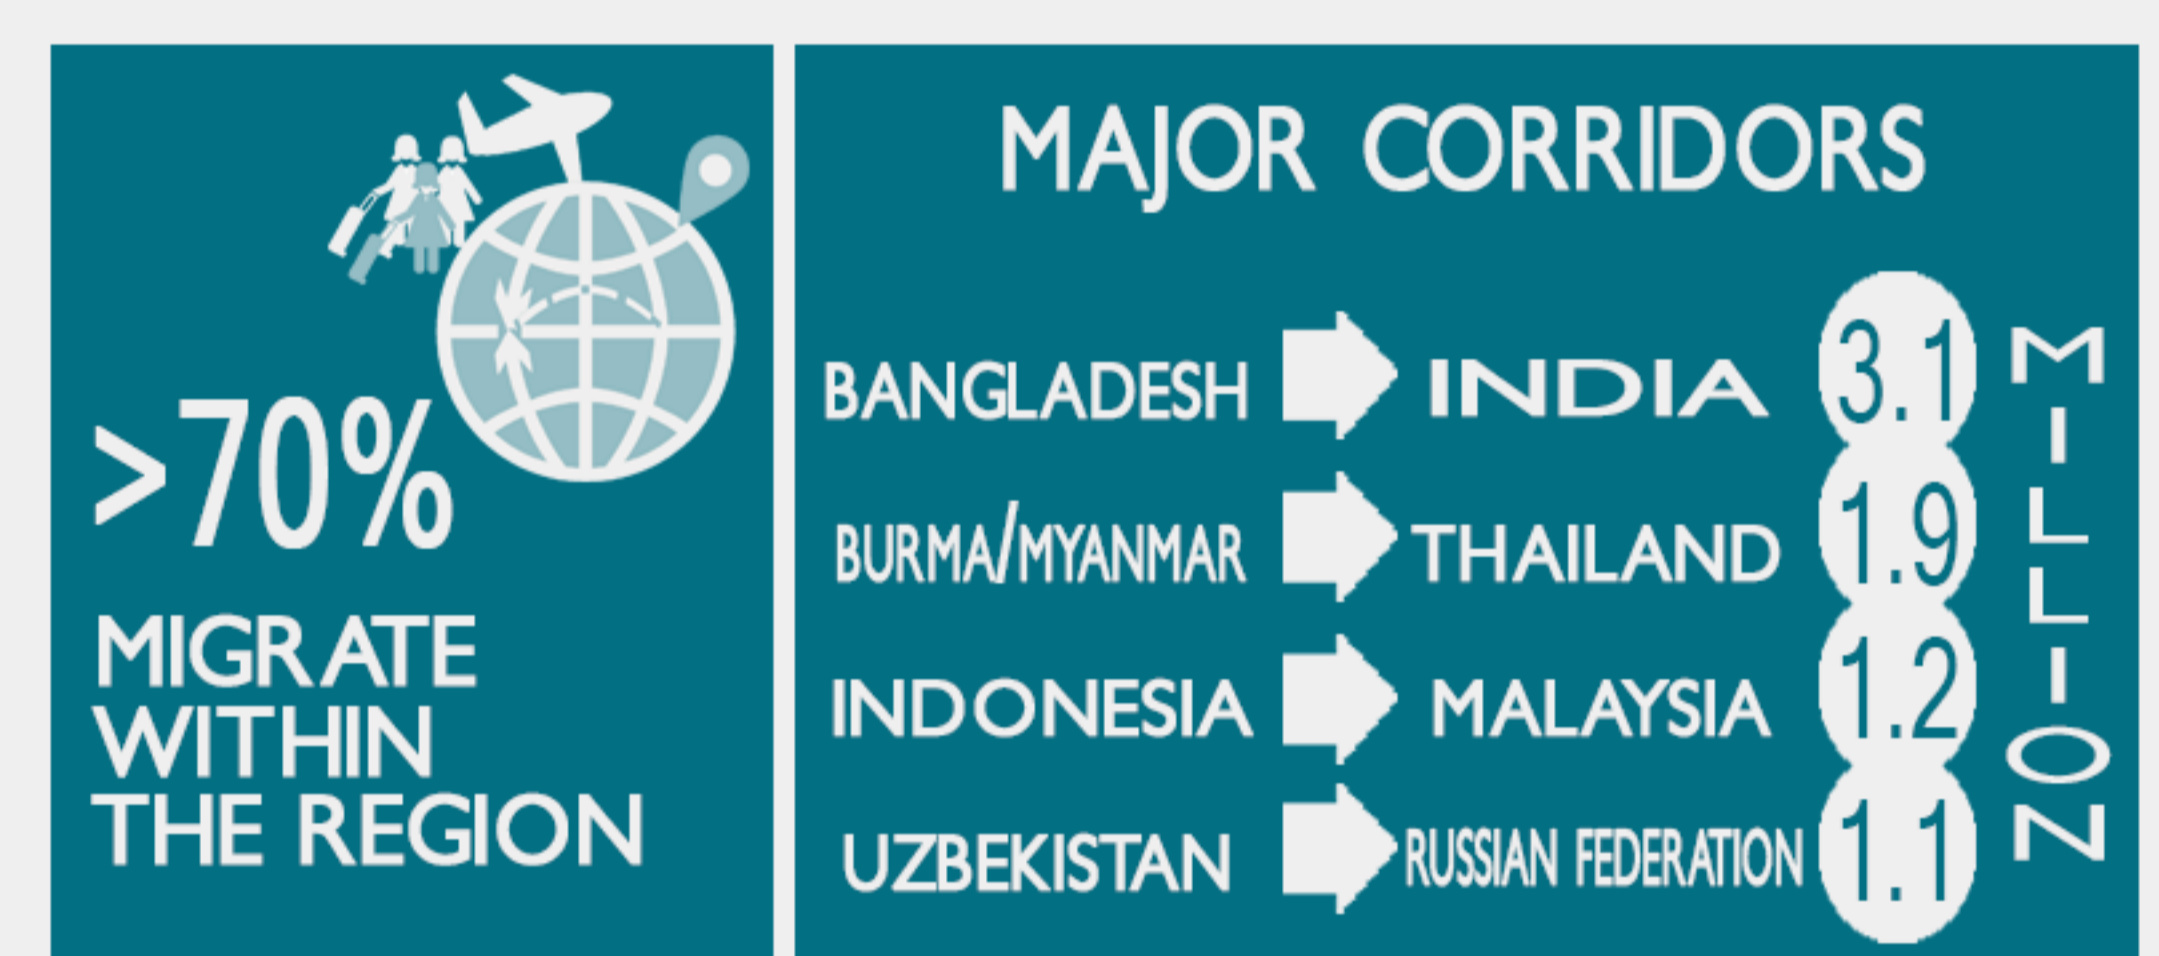 >70%
MIGRATE
WITHIN
THE REGION
MAJOR CORRIDORS
BANGLADESH INDIA 3.1
BURMA/MYANMAR THAILAND 1.9
INDONESIA MALAYSIA 1.2
UZBEKISTAN RUSSIAN FEDERATION 1.1
MILLION